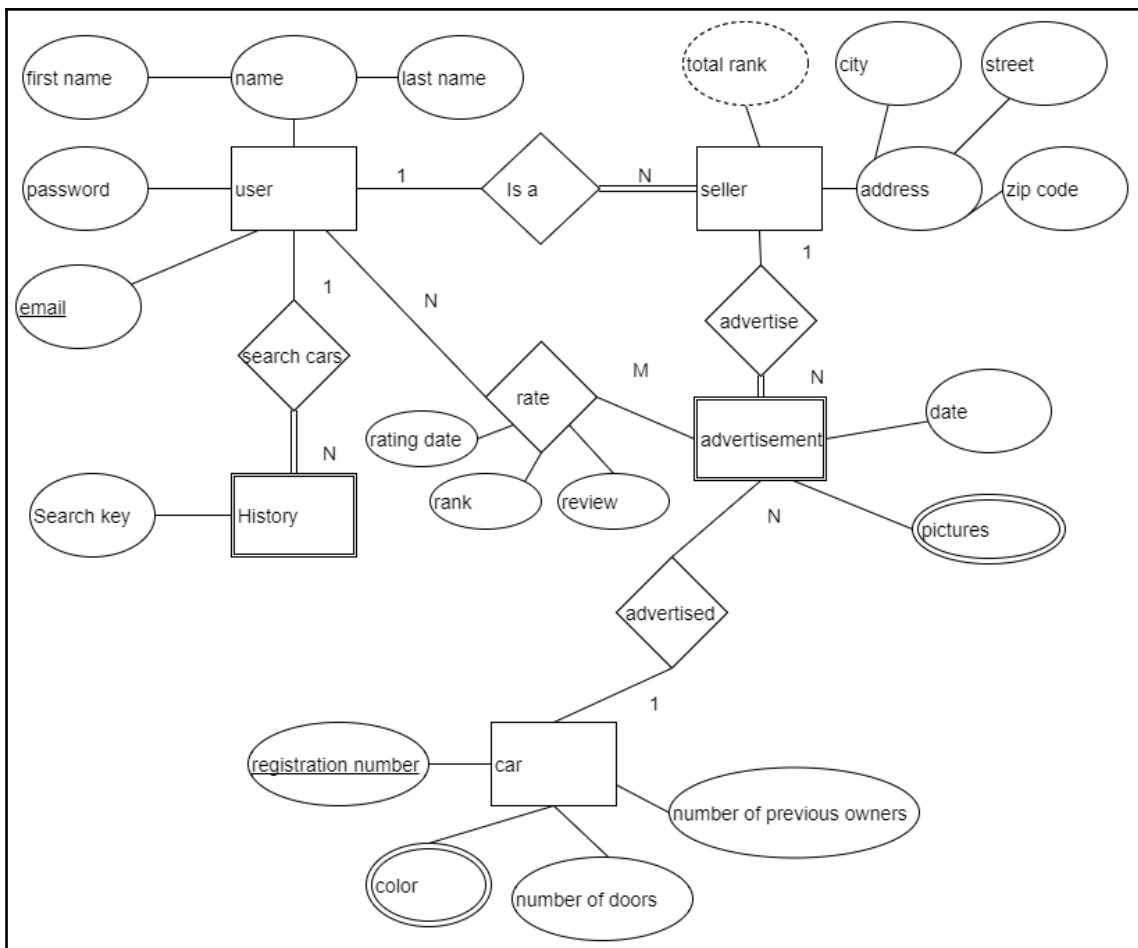 first name
name
last name
total rank
city
street
password
user
1
Is a
N
seller
address
zip code
email
1
N
1
advertise
search cars
M
N
rate
date
rating date
advertisement
N
rank
review
Search key
History
N
pictures
advertised
1
registration number
car
number of previous owners
color
number of doors